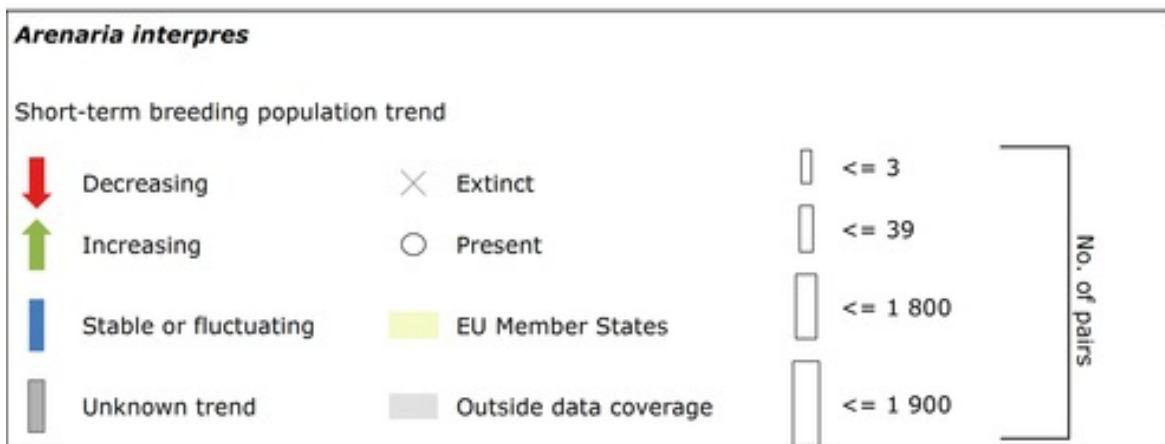 Arenaria interpres
Short-term breeding population trend
Decreasing
Extinct
<= 3
Increasing
Present
<= 39
Stable or fluctuating
EU Member States
<= 1 800
Unknown trend
Outside data coverage
<= 1 900
No. of pairs